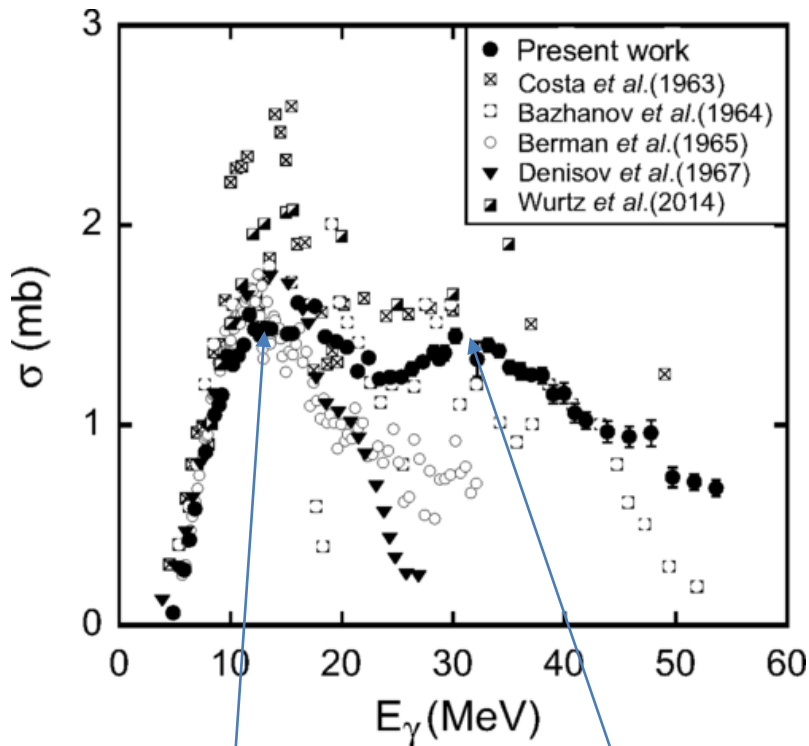 3
2
1
0
σ (mb)
Present work
Costa et al.(1963)
Bazhanov et al.(1964)
Berman et al.(1965)
Denisov et al.(1967)
Wurtz et al.(2014)
0 10 20 30 40 50 60
Eγ (MeV)